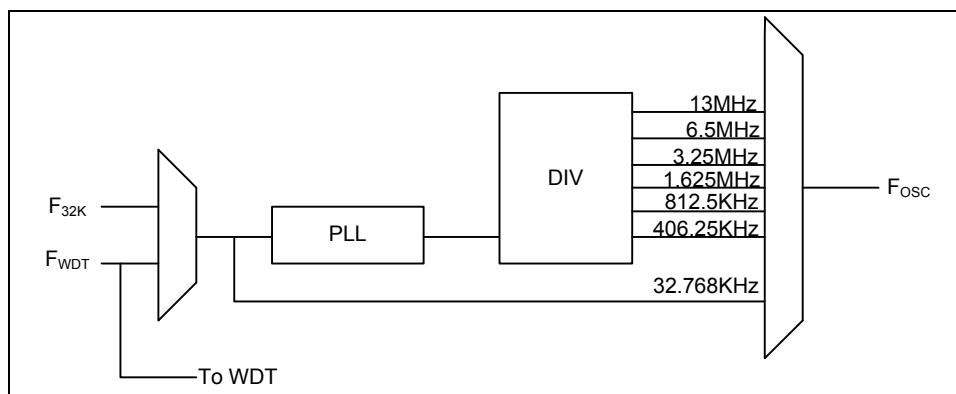 13MHz
6.5MHz
3.25MHz
1.625MHz
812.5KHz
406.25KHz
32.768KHz
DIV
PLL
F32K
FWDT
To WDT
FOSC